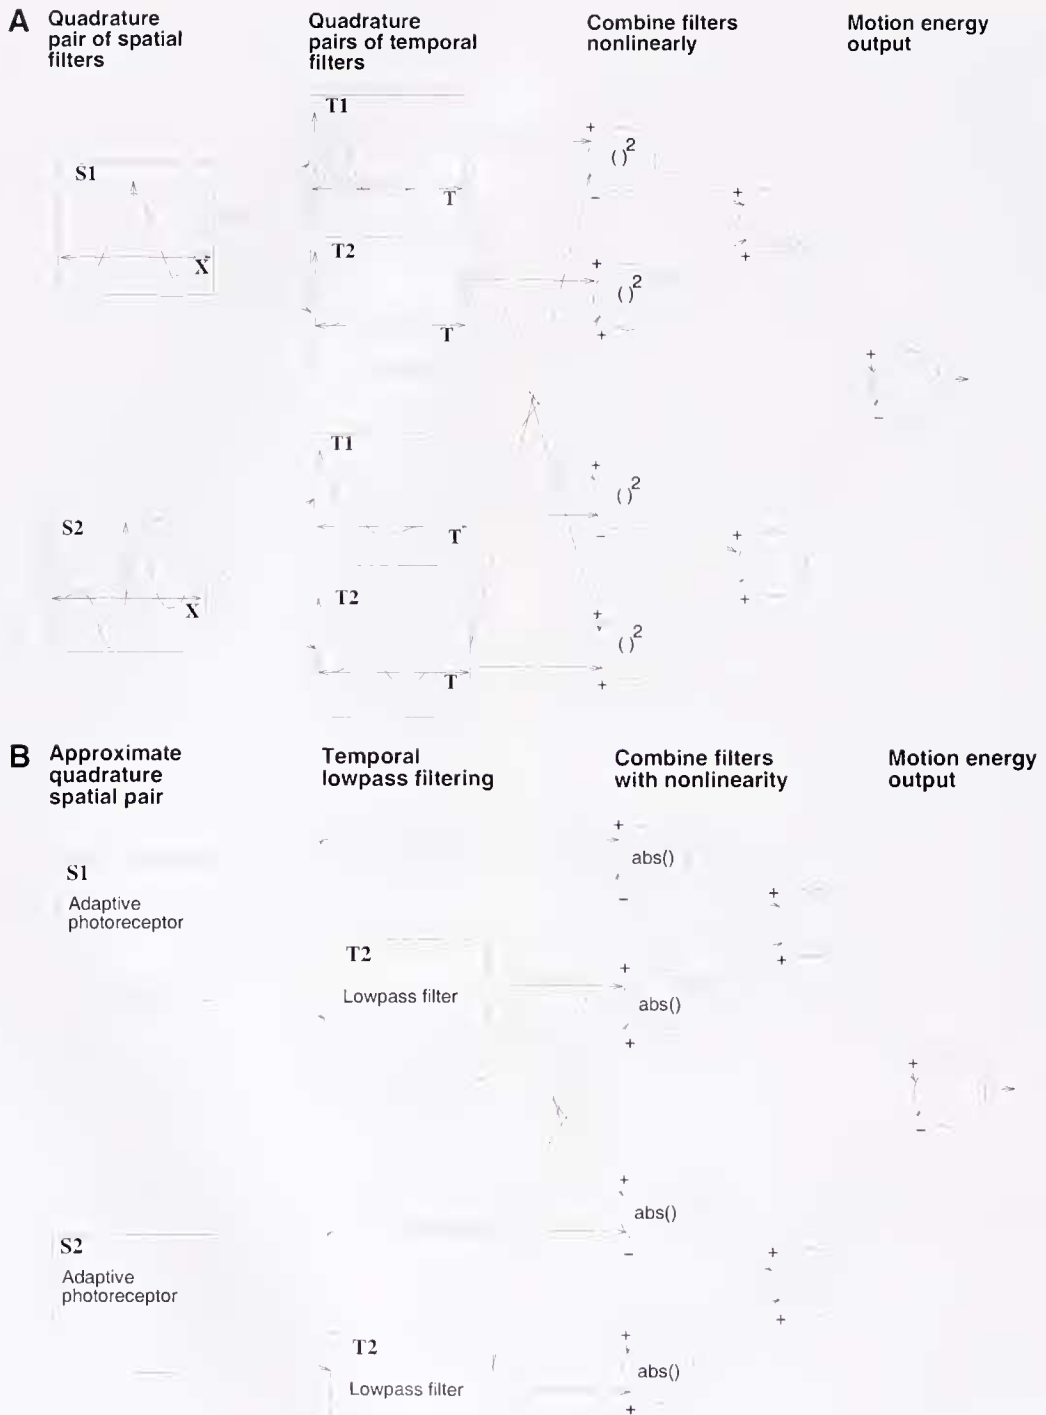 A
Quadrature
pair of spatial
filters
Quadrature
pairs of temporal
filters
Combine filters
nonlinearly
Motion energy
output
T1
+
( )2
S1
T
−
+
T2
X
+
+
( )2
T
+
+
−
T1
+
( )2
S2
T
−
+
T2
X
+
+
( )2
T
+
B
Approximate
quadrature
spatial pair
Temporal
lowpass filtering
Combine filters
with nonlinearity
Motion energy
output
+
abs()
S1
Adaptive
photoreceptor
−
+
T2
Lowpass filter
+
+
abs()
+
+
−
+
abs()
S2
Adaptive
photoreceptor
−
+
+
T2
Lowpass filter
+
abs()
+